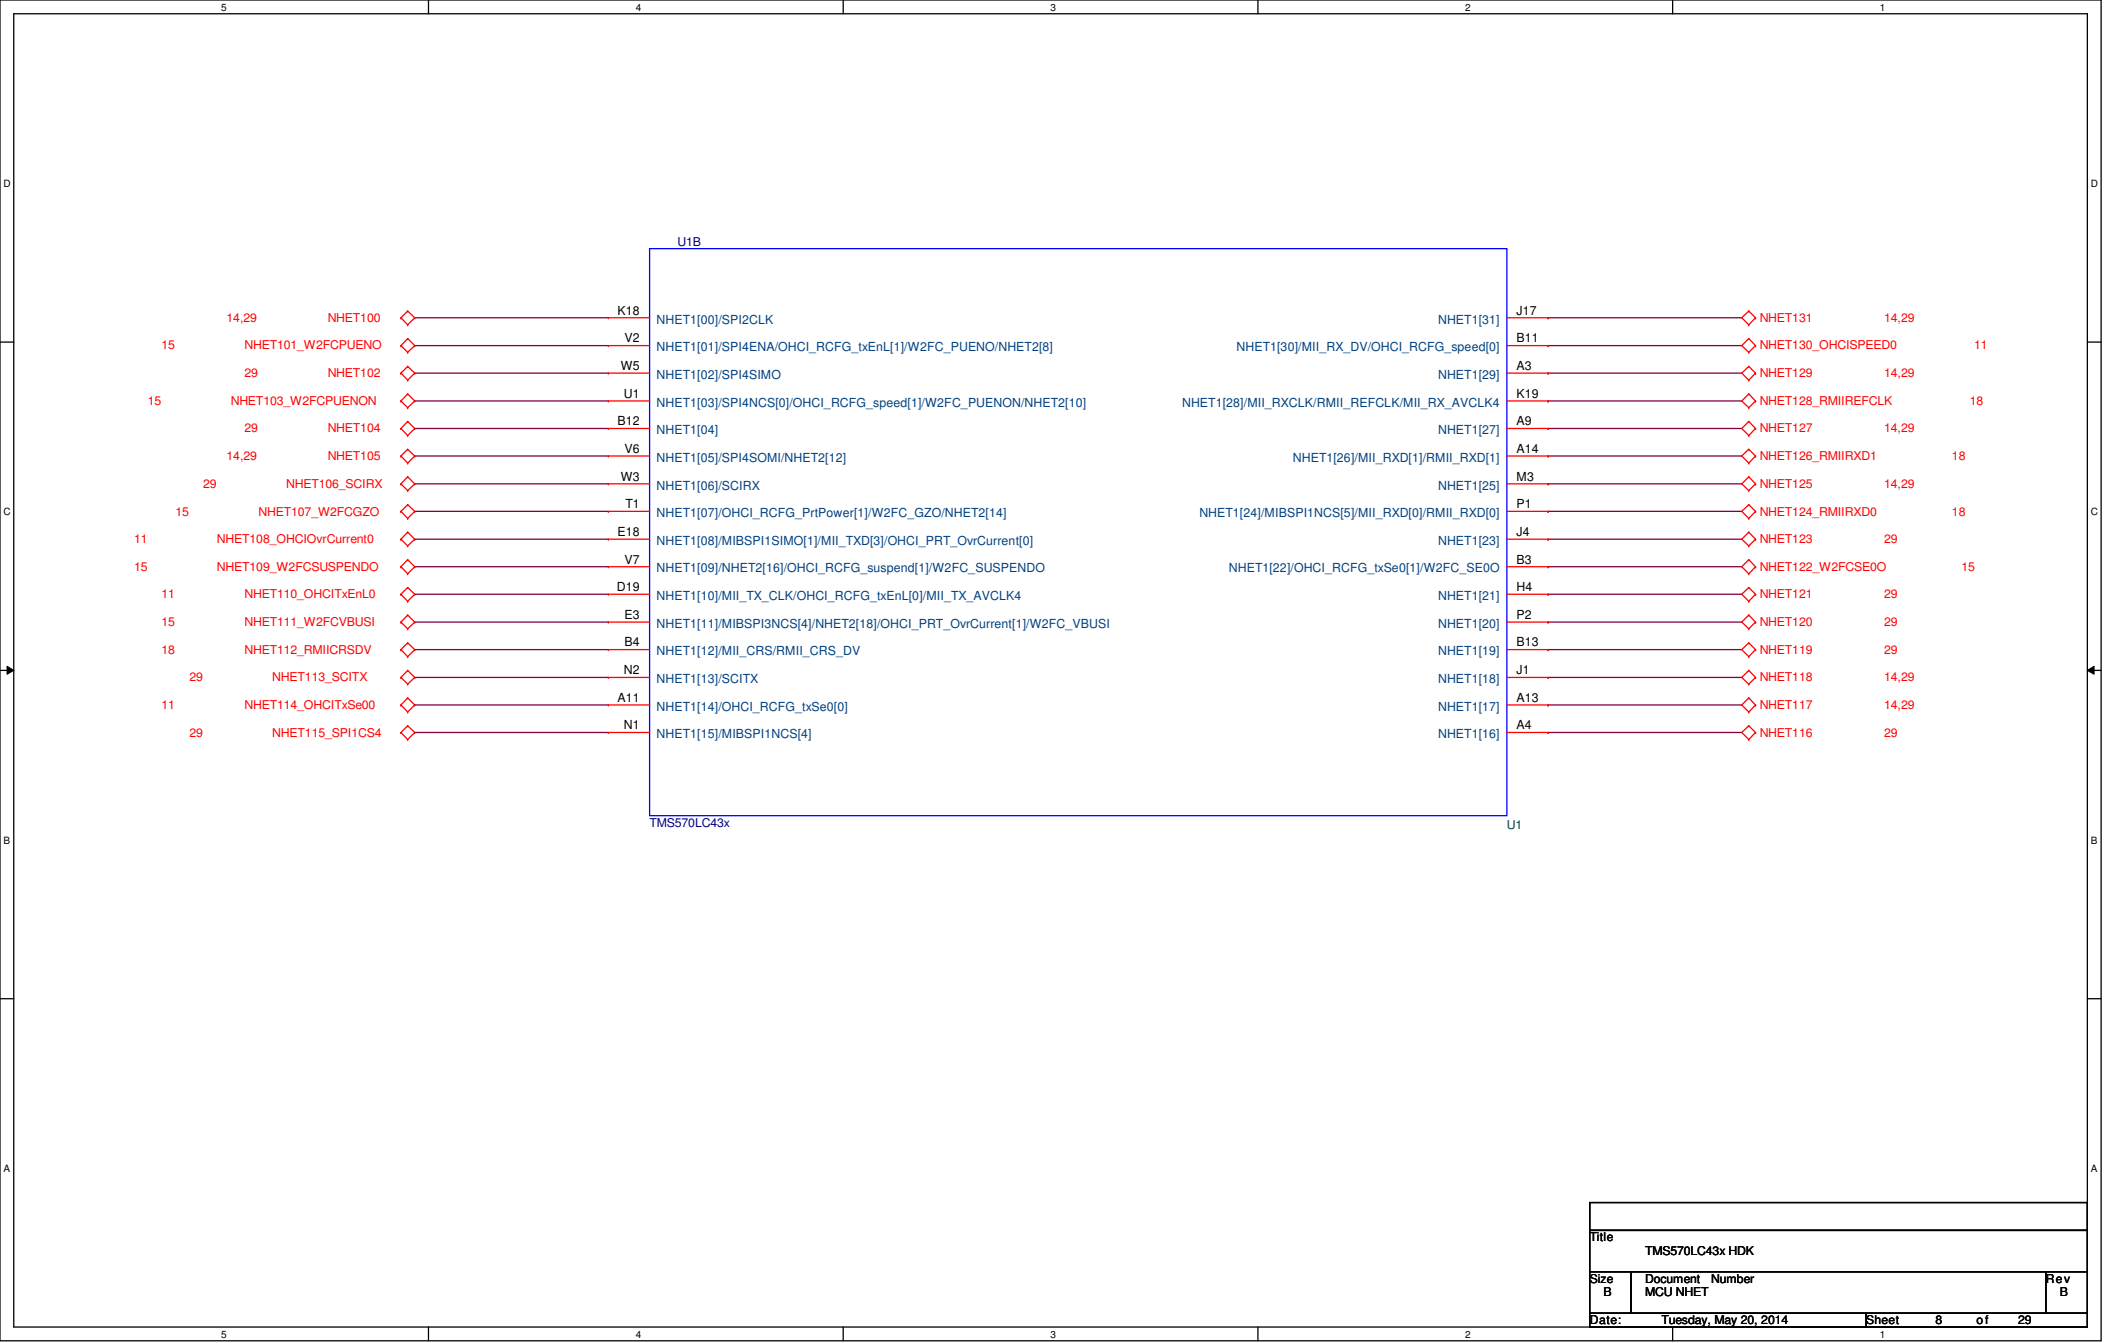 5 4 3 2 1
D D
U1B
14,29 NHET100 K18 NHET1[00]/SPI2CLK NHET1[31] J17 NHET131 14,29
15 NHET101_W2FCPUENO V2 NHET1[01]/SPI4ENA/OHCI_RCFG_txEnL[1]/W2FC_PUENO/NHET2[8] NHET1[30]/MII_RX_DV/OHCI_RCFG_speed[0] B11 NHET130_OHCISPEED0 11
29 NHET102 W5 NHET1[02]/SPI4SIMO NHET1[29] A3 NHET129 14,29
15 NHET103_W2FCPUENON U1 NHET1[03]/SPI4NCS[0]/OHCI_RCFG_speed[1]/W2FC_PUENON/NHET2[10] NHET1[28]/MII_RXCLK/RMII_REFCLK/MII_RX_AVCLK4 K19 NHET128_RMIIREFCLK 18
29 NHET104 B12 NHET1[04] NHET1[27] A9 NHET127 14,29
14,29 NHET105 V6 NHET1[05]/SPI4SOMI/NHET2[12] NHET1[26]/MII_RXD[1]/RMII_RXD[1] A14 NHET126_RMIIRXD1 18
29 NHET106_SCIRX W3 NHET1[06]/SCIRX NHET1[25] M3 NHET125 14,29
C 15 NHET107_W2FCGZO T1 NHET1[07]/OHCI_RCFG_PrtPower[1]/W2FC_GZO/NHET2[14] NHET1[24]/MIBSPI1NCS[5]/MII_RXD[0]/RMII_RXD[0] P1 NHET124_RMIIRXD0 18 C
11 NHET108_OHCIOvrCurrent0 E18 NHET1[08]/MIBSPI1SIMO[1]/MII_TXD[3]/OHCI_PRT_OvrCurrent[0] NHET1[23] J4 NHET123 29
15 NHET109_W2FCSUSPENDO V7 NHET1[09]/NHET2[16]/OHCI_RCFG_suspend[1]/W2FC_SUSPENDO NHET1[22]/OHCI_RCFG_txSe0[1]/W2FC_SE0O B3 NHET122_W2FCSE0O 15
11 NHET110_OHCITxEnL0 D19 NHET1[10]/MII_TX_CLK/OHCI_RCFG_txEnL[0]/MII_TX_AVCLK4 NHET1[21] H4 NHET121 29
15 NHET111_W2FCVBUSI E3 NHET1[11]/MIBSPI3NCS[4]/NHET2[18]/OHCI_PRT_OvrCurrent[1]/W2FC_VBUSI NHET1[20] P2 NHET120 29
18 NHET112_RMIICRSDV B4 NHET1[12]/MII_CRS/RMII_CRS_DV NHET1[19] B13 NHET119 29
29 NHET113_SCITX N2 NHET1[13]/SCITX NHET1[18] J1 NHET118 14,29
11 NHET114_OHCITxSe00 A11 NHET1[14]/OHCI_RCFG_txSe0[0] NHET1[17] A13 NHET117 14,29
29 NHET115_SPI1CS4 N1 NHET1[15]/MIBSPI1NCS[4] NHET1[16] A4 NHET116 29
TMS570LC43x U1
B B
A A
Title
TMS570LC43x HDK
Size Document Number Rev
B MCU NHET B
Date: Tuesday, May 20, 2014 Sheet 8 of 29
5 4 3 2 1